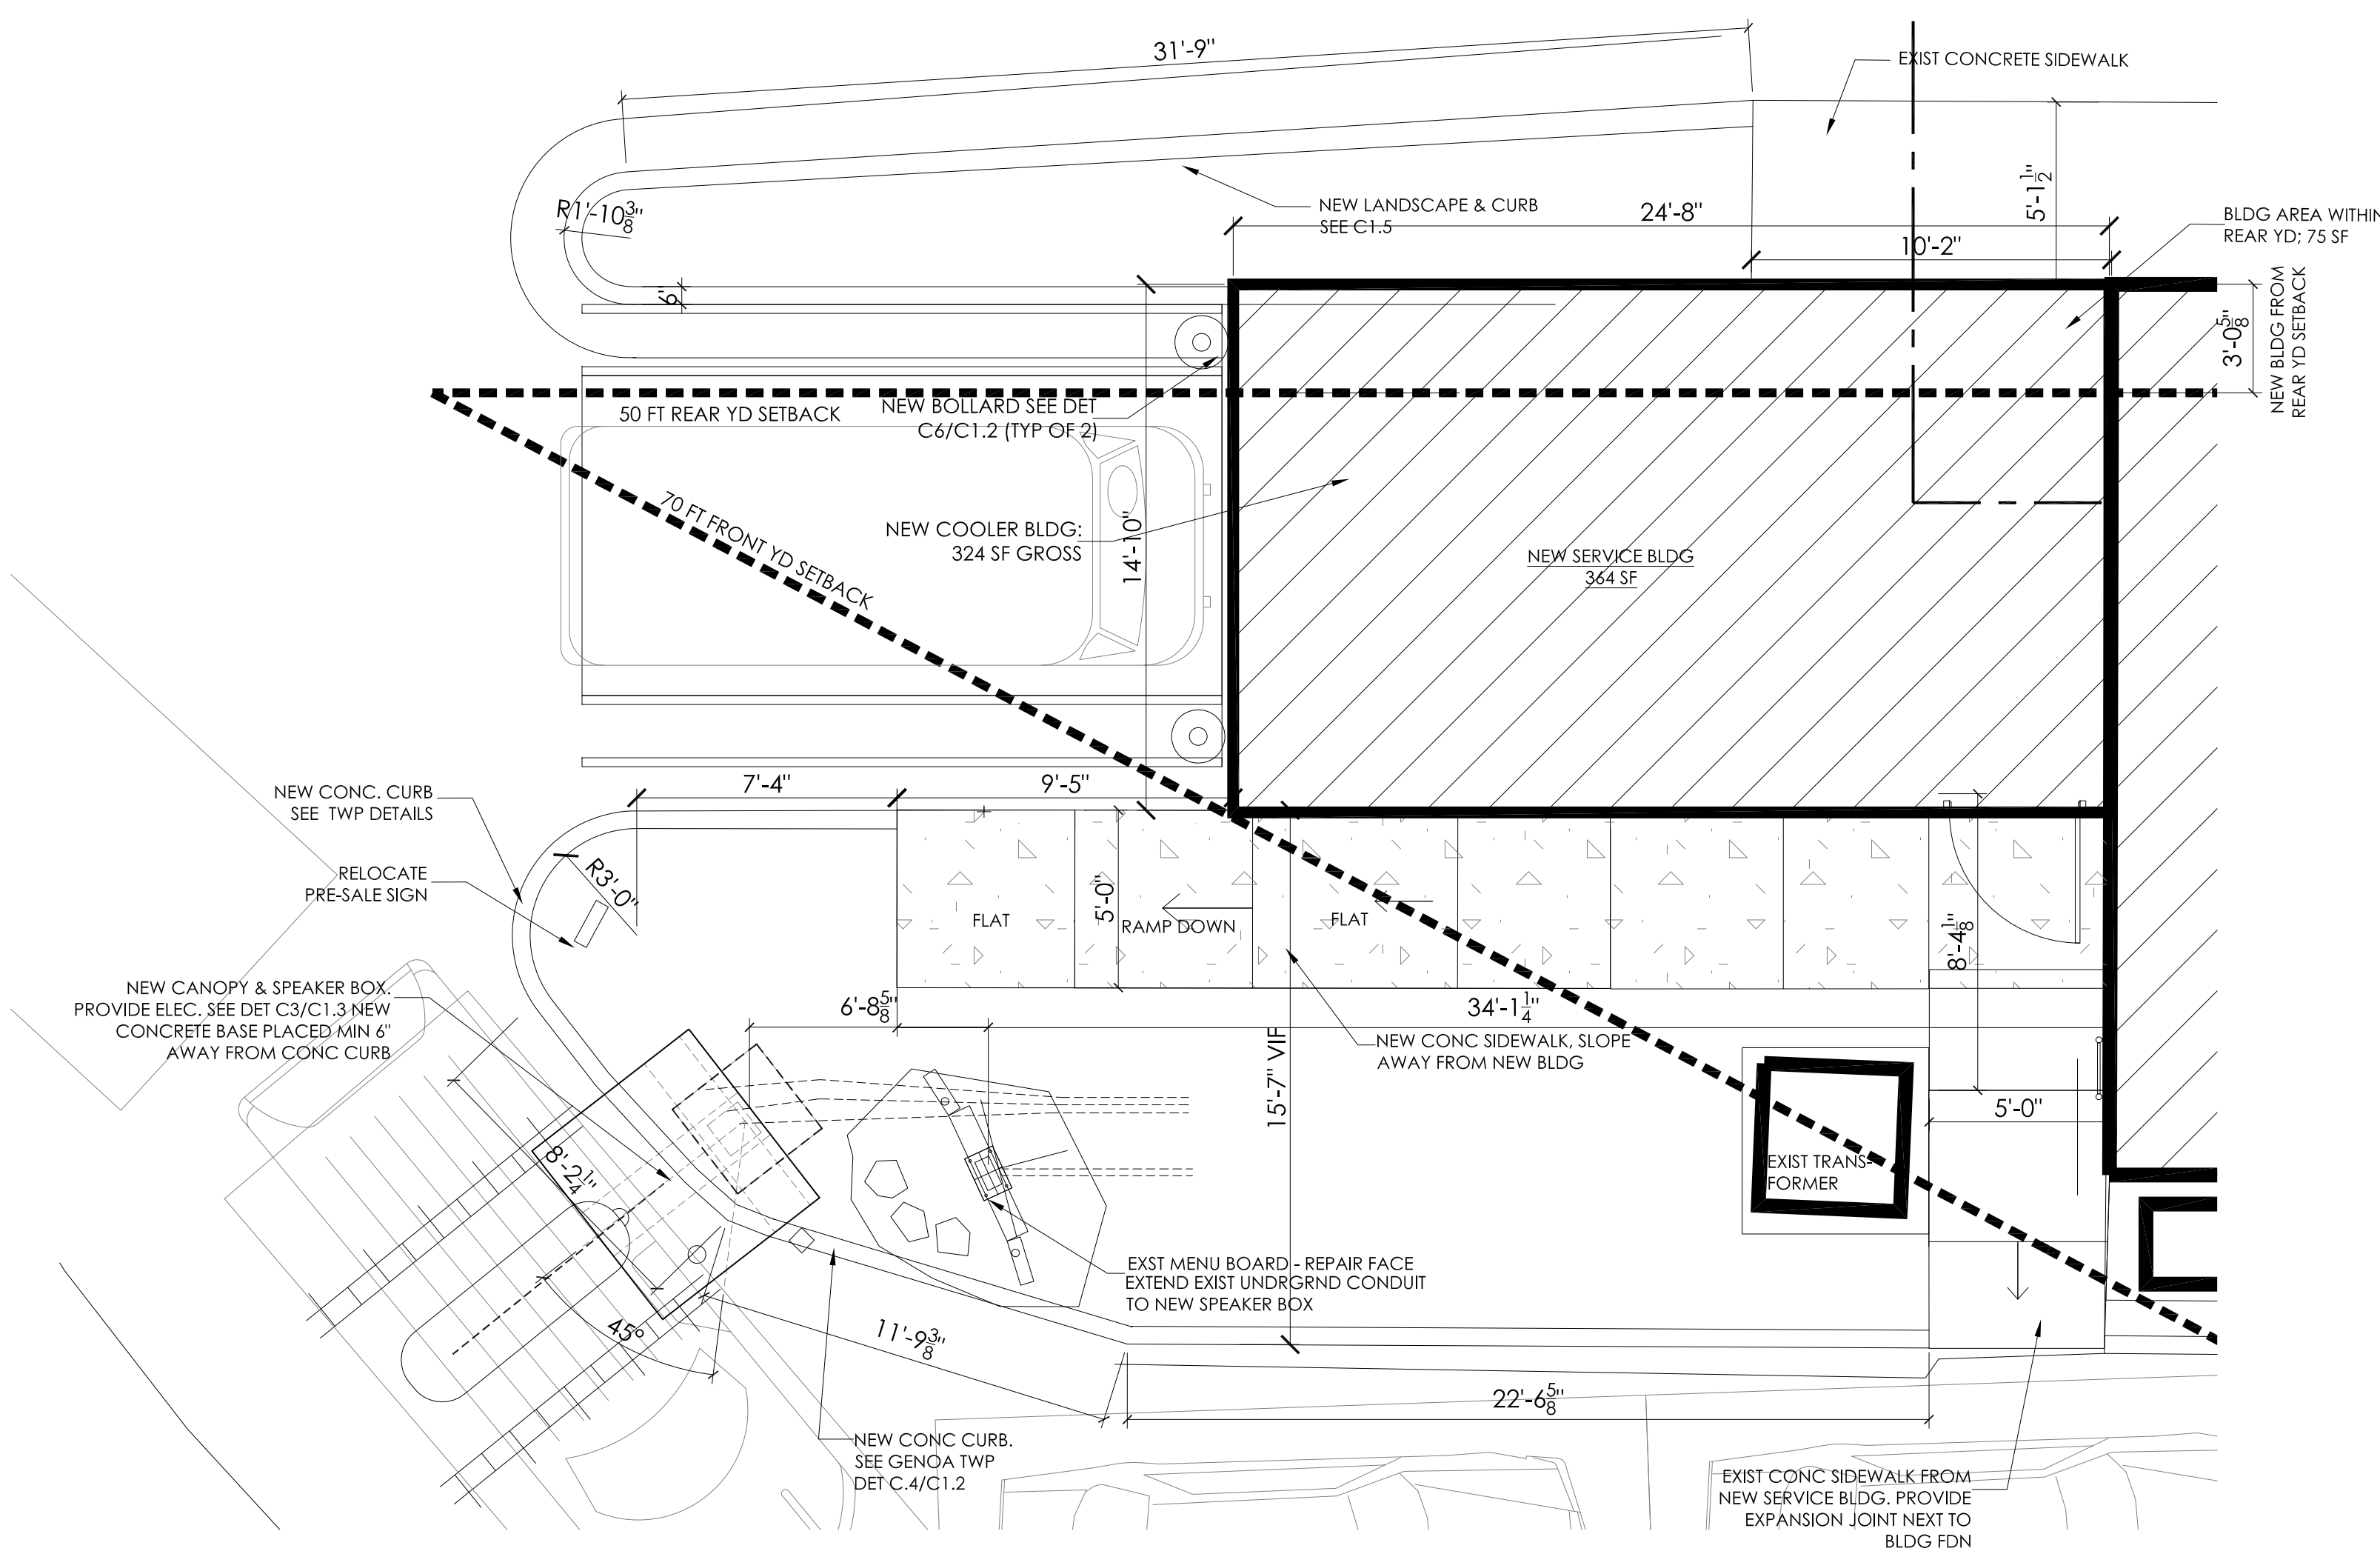 31'-9"
EXIST CONCRETE SIDEWALK
R1'-10 3/8"
NEW LANDSCAPE & CURB
SEE C1.5
24'-8"
5'-1 1/2"
10'-2"
BLDG AREA WITHIN
REAR YD; 75 SF
6"
3'-0 5/8"
NEW BLDG FROM
REAR YD SETBACK
50 FT REAR YD SETBACK
NEW BOLLARD SEE DET
C6/C1.2 (TYP OF 2)
70 FT FRONT YD SETBACK
NEW COOLER BLDG:
324 SF GROSS
14'-10"
NEW SERVICE BLDG
364 SF
7'-4"
9'-5"
NEW CONC. CURB
SEE TWP DETAILS
RELOCATE
PRE-SALE SIGN
R3'-0"
FLAT
5'-0"
RAMP DOWN
FLAT
8'-4 1/8"
NEW CANOPY & SPEAKER BOX.
PROVIDE ELEC. SEE DET C3/C1.3 NEW
CONCRETE BASE PLACED MIN 6"
AWAY FROM CONC CURB
6'-8 5/8"
34'-1 1/4"
15'-7" VIF
NEW CONC SIDEWALK, SLOPE
AWAY FROM NEW BLDG
5'-0"
EXIST TRANS-
FORMER
8'-2 1/4"
EXST MENU BOARD - REPAIR FACE
EXTEND EXIST UNDRGRND CONDUIT
TO NEW SPEAKER BOX
45°
11'-9 3/8"
22'-6 5/8"
NEW CONC CURB.
SEE GENOA TWP
DET C.4/C1.2
EXIST CONC SIDEWALK FROM
NEW SERVICE BLDG. PROVIDE
EXPANSION JOINT NEXT TO
BLDG FDN